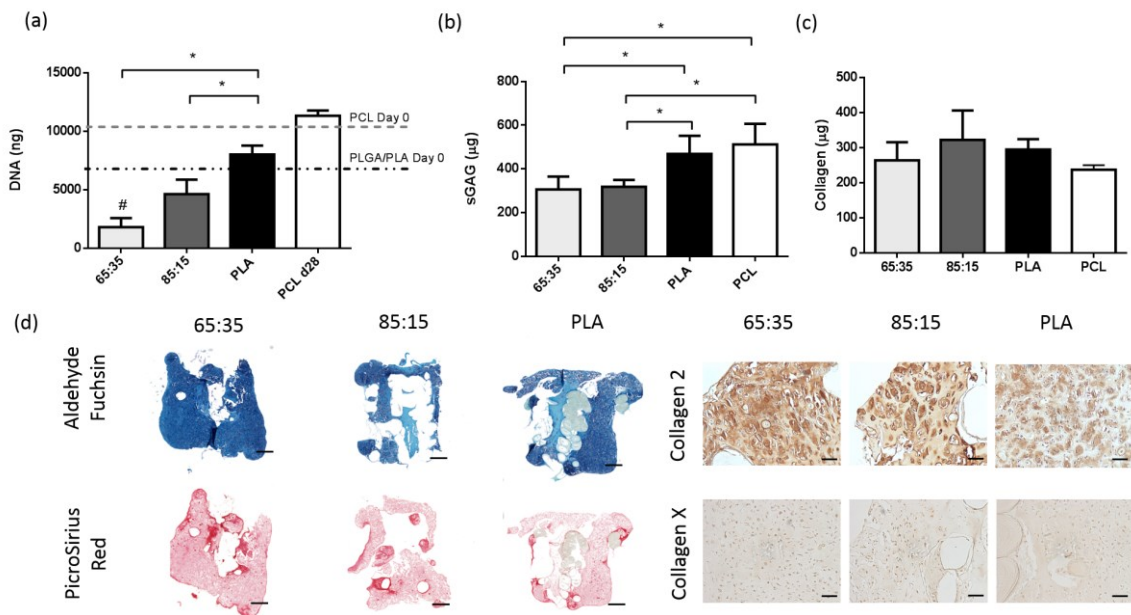 (a)
*
*
15000
10000
5000
0
DNA (ng)
PCL Day 0
PLGA/PLA Day 0
#
65:35
85:15
PLA
PCL d28
(b)
*
*
*
*
800
600
400
200
0
sGAG (µg)
65:35
85:15
PLA
PCL
(c)
500
400
300
200
100
0
Collagen (µg)
65:35
85:15
PLA
PCL
(d)
65:35 85:15 PLA 65:35 85:15 PLA
Aldehyde
Fuchsin
Collagen 2
PicroSirius
Red
Collagen X